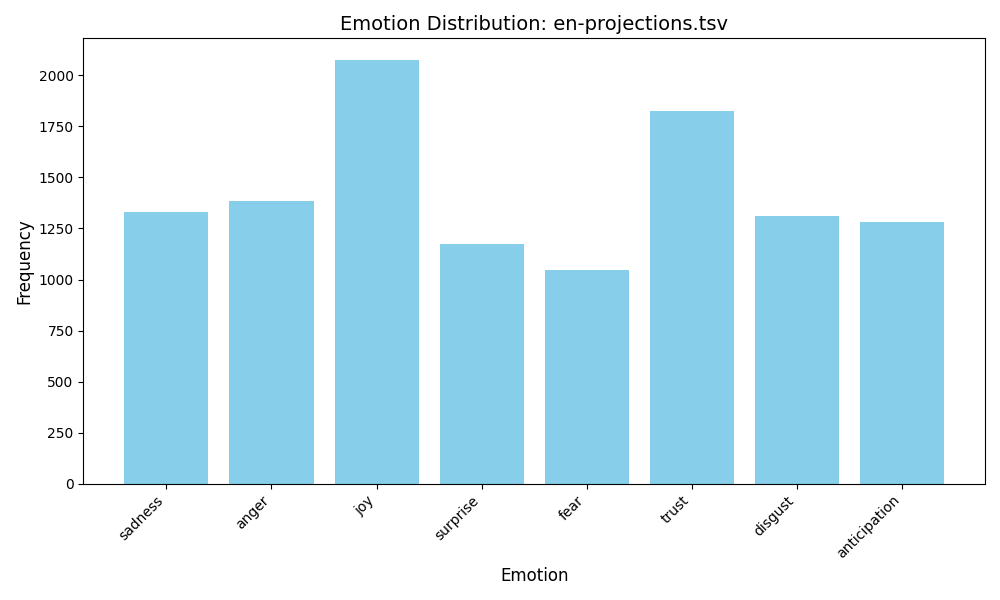 Emotion Distribution: en-projections.tsv
2000
1750
1500
1250
1000
750
500
250
0
Frequency
sadness
anger
joy
surprise
fear
trust
disgust
anticipation
Emotion